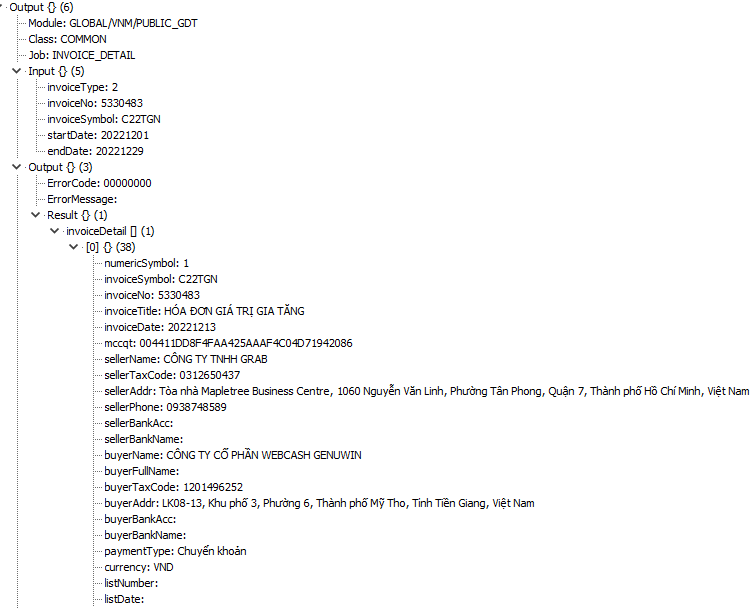 Output {} (6)
Module: GLOBAL/VNM/PUBLIC_GDT
Class: COMMON
Job: INVOICE_DETAIL
Input {} (5)
invoiceType: 2
invoiceNo: 5330483
invoiceSymbol: C22TGN
startDate: 20221201
endDate: 20221229
Output {} (3)
ErrorCode: 00000000
ErrorMessage:
Result {} (1)
invoiceDetail [] (1)
[0] {} (38)
numericSymbol: 1
invoiceSymbol: C22TGN
invoiceNo: 5330483
invoiceTitle: HÓA ĐƠN GIÁ TRỊ GIA TĂNG
invoiceDate: 20221213
mccqt: 004411DD8F4FAA425AAAF4C04D71942086
sellerName: CÔNG TY TNHH GRAB
sellerTaxCode: 0312650437
sellerAddr: Tòa nhà Mapletree Business Centre, 1060 Nguyễn Văn Linh, Phường Tân Phong, Quận 7, Thành phố Hồ Chí Minh, Việt Nam
sellerPhone: 0938748589
sellerBankAcc:
sellerBankName:
buyerName: CÔNG TY CỔ PHẦN WEBCASH GENUWIN
buyerFullName:
buyerTaxCode: 1201496252
buyerAddr: LK08-13, Khu phố 3, Phường 6, Thành phố Mỹ Tho, Tỉnh Tiền Giang, Việt Nam
buyerBankAcc:
buyerBankName:
paymentType: Chuyển khoản
currency: VND
listNumber:
listDate: